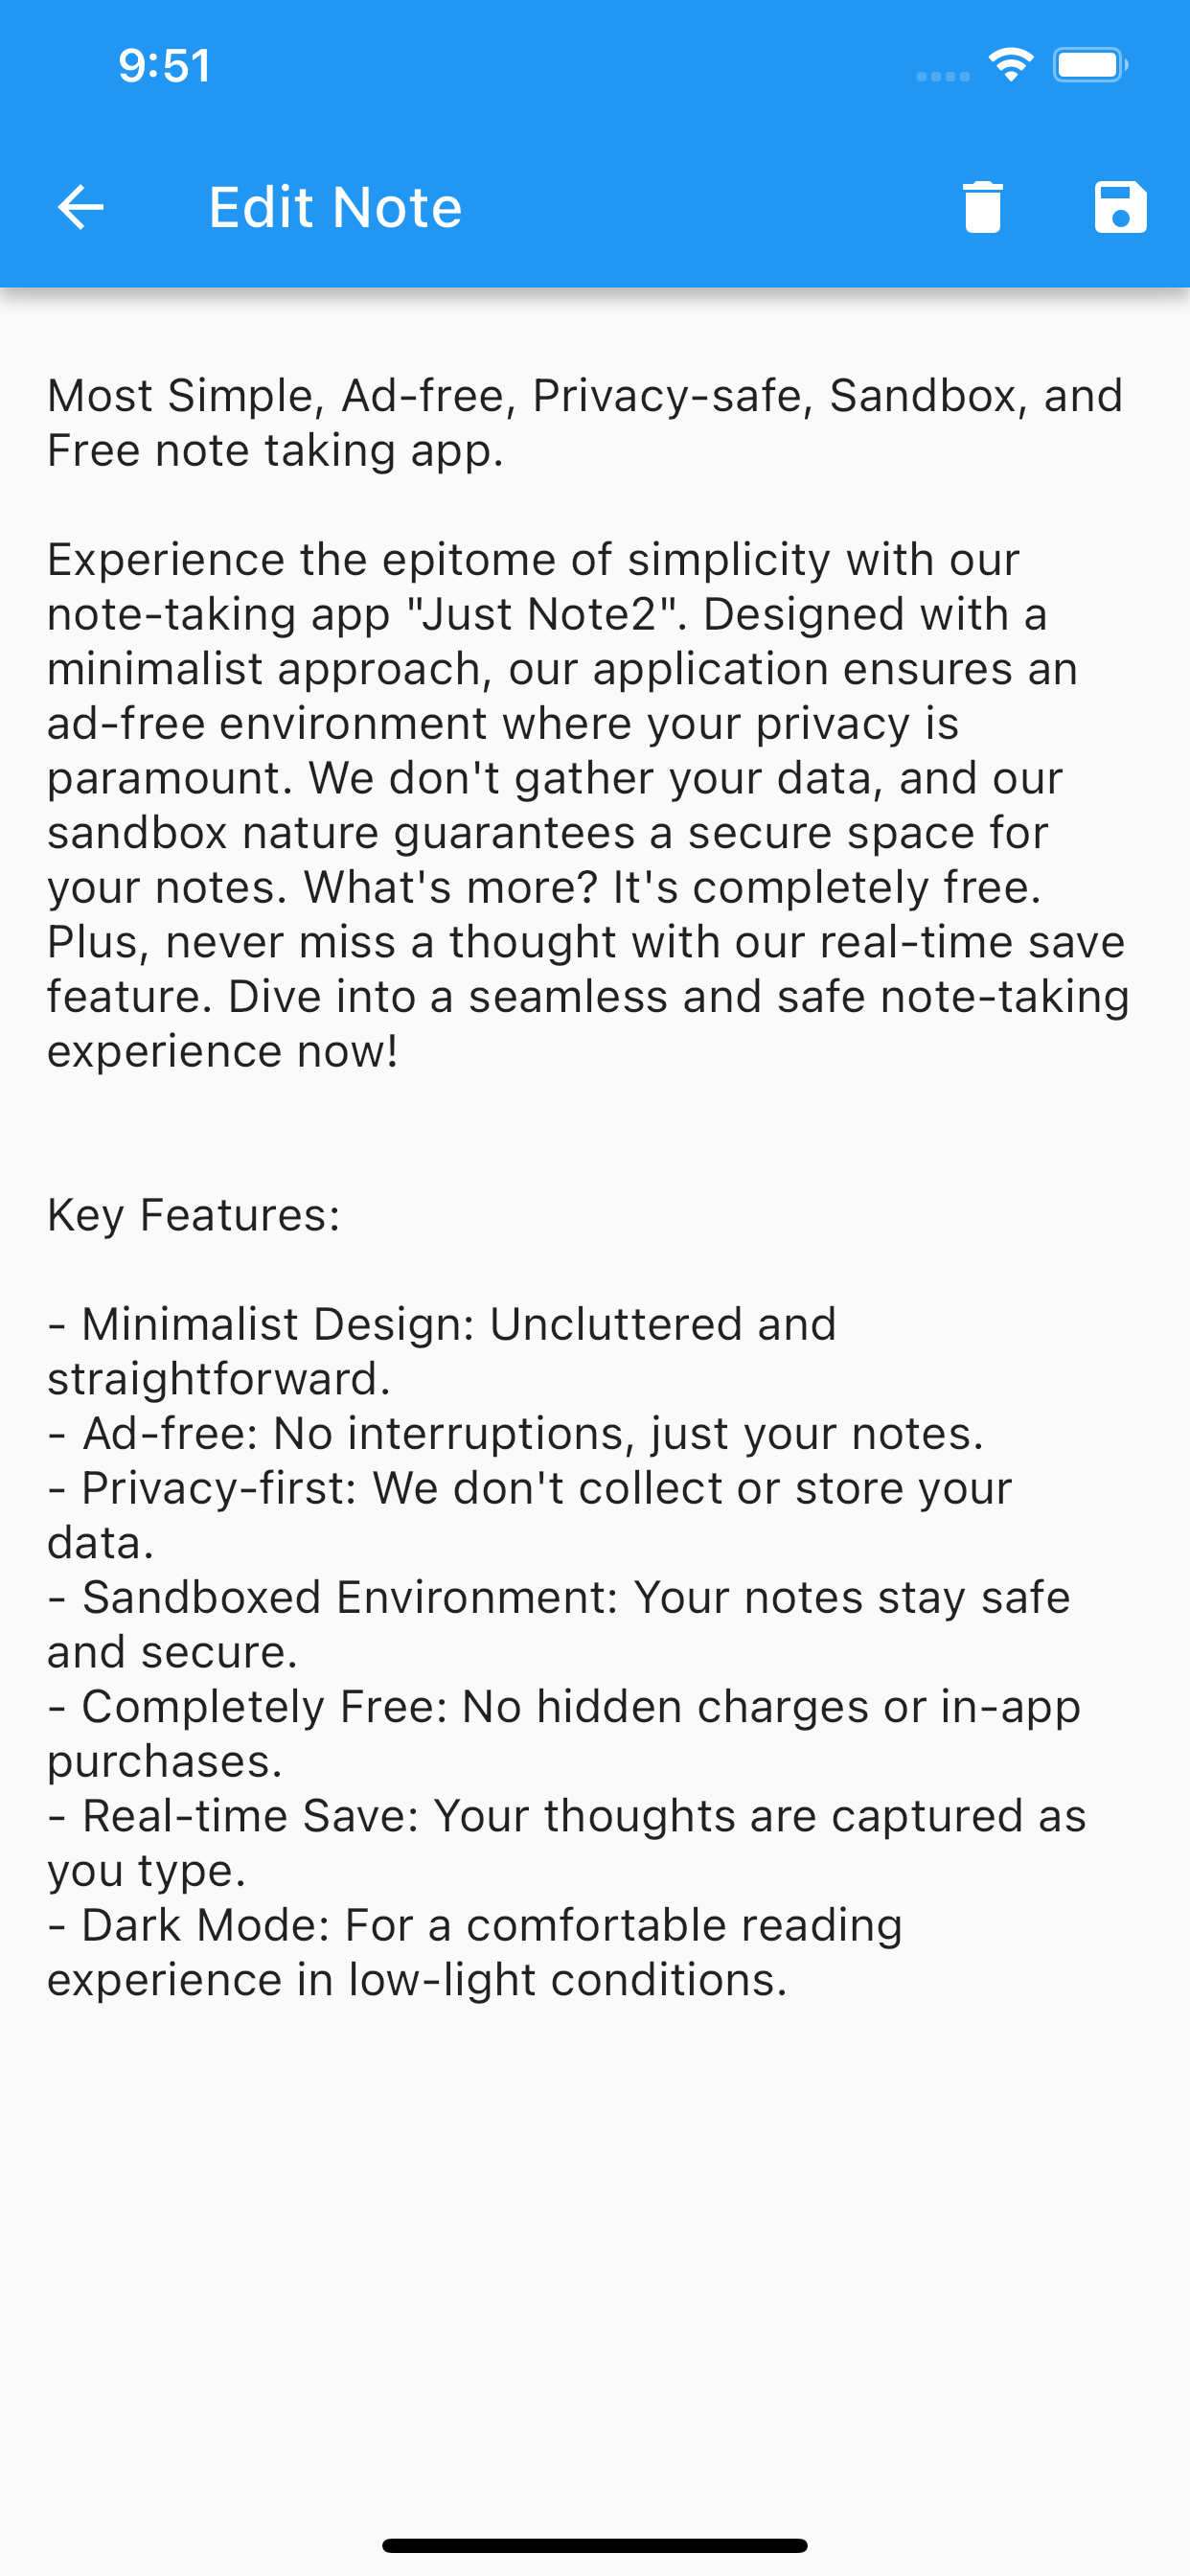 9:51
Edit Note
Most Simple, Ad-free, Privacy-safe, Sandbox, and
Free note taking app.
Experience the epitome of simplicity with our
note-taking app "Just Note2". Designed with a
minimalist approach, our application ensures an
ad-free environment where your privacy is
paramount. We don't gather your data, and our
sandbox nature guarantees a secure space for
your notes. What's more? It's completely free.
Plus, never miss a thought with our real-time save
feature. Dive into a seamless and safe note-taking
experience now!
Key Features:
- Minimalist Design: Uncluttered and
straightforward.
- Ad-free: No interruptions, just your notes.
- Privacy-first: We don't collect or store your
data.
- Sandboxed Environment: Your notes stay safe
and secure.
- Completely Free: No hidden charges or in-app
purchases.
- Real-time Save: Your thoughts are captured as
you type.
- Dark Mode: For a comfortable reading
experience in low-light conditions.